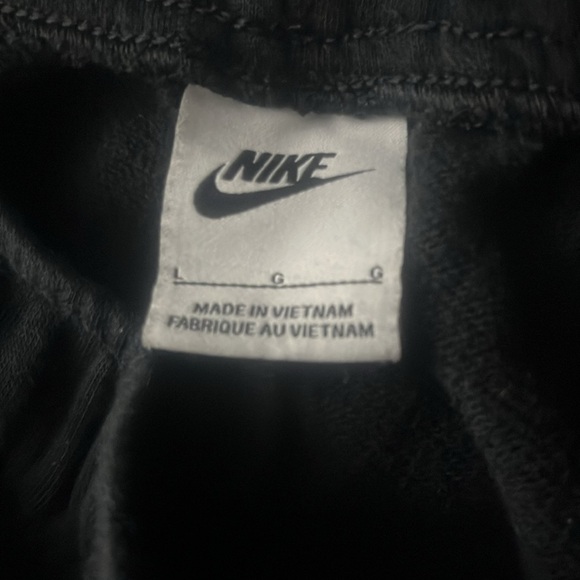 NIKE
L G G
MADE IN VIETNAM
FABRIQUE AU VIETNAM